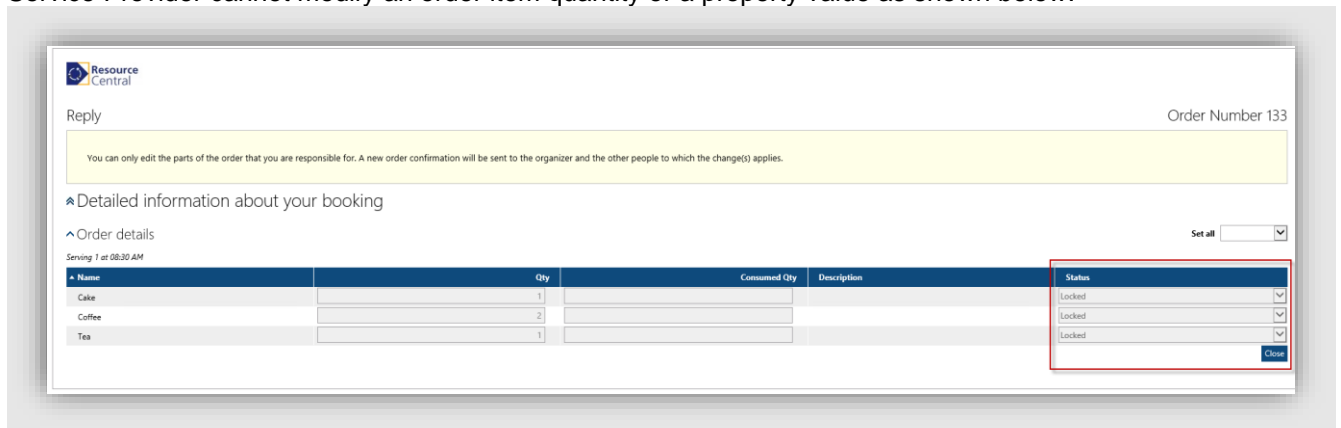 Service Provider cannot modify an order item quantity or a property value as shown below:
Resource
Central
Reply
Order Number 133
You can only edit the parts of the order that you are responsible for. A new order confirmation will be sent to the organizer and the other people to which the change(s) applies.
Detailed information about your booking
Order details
Set all
Serving 1 at 08:30 AM
Name Qty Consumed Qty Description Status
Cake 1 Locked
Coffee 2 Locked
Tea 1 Locked
Close